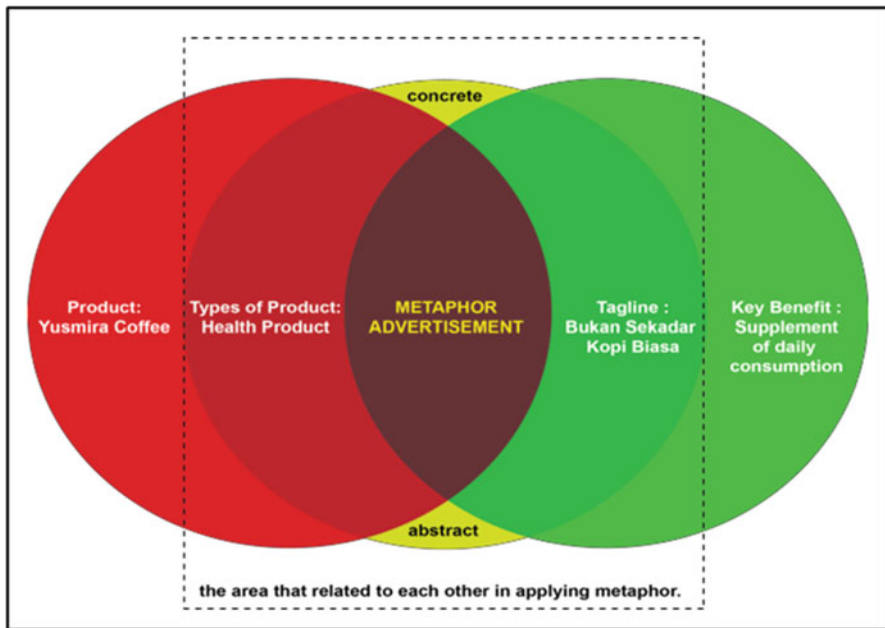 concrete
Product:
Yusmira Coffee
Types of Product:
Health Product
METAPHOR
ADVERTISEMENT
Tagline :
Bukan Sekadar
Kopi Biasa
Key Benefit :
Supplement
of daily
consumption
abstract
the area that related to each other in applying metaphor.